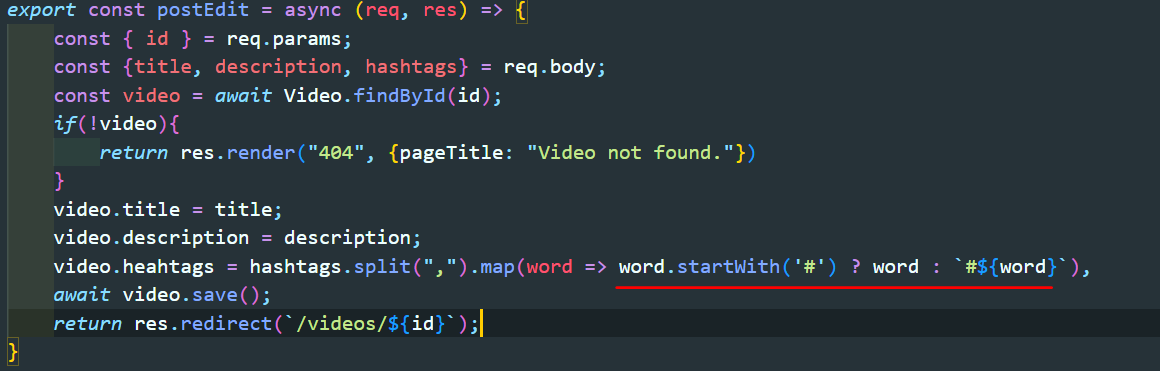 export const postEdit = async (req, res) => {
    const { id } = req.params;
    const {title, description, hashtags} = req.body;
    const video = await Video.findById(id);
    if(!video){
        return res.render("404", {pageTitle: "Video not found."})
    }
    video.title = title;
    video.description = description;
    video.heahtags = hashtags.split(",").map(word => word.startWith('#') ? word : `#${word}`),
    await video.save();
    return res.redirect(`/videos/${id}`);
}